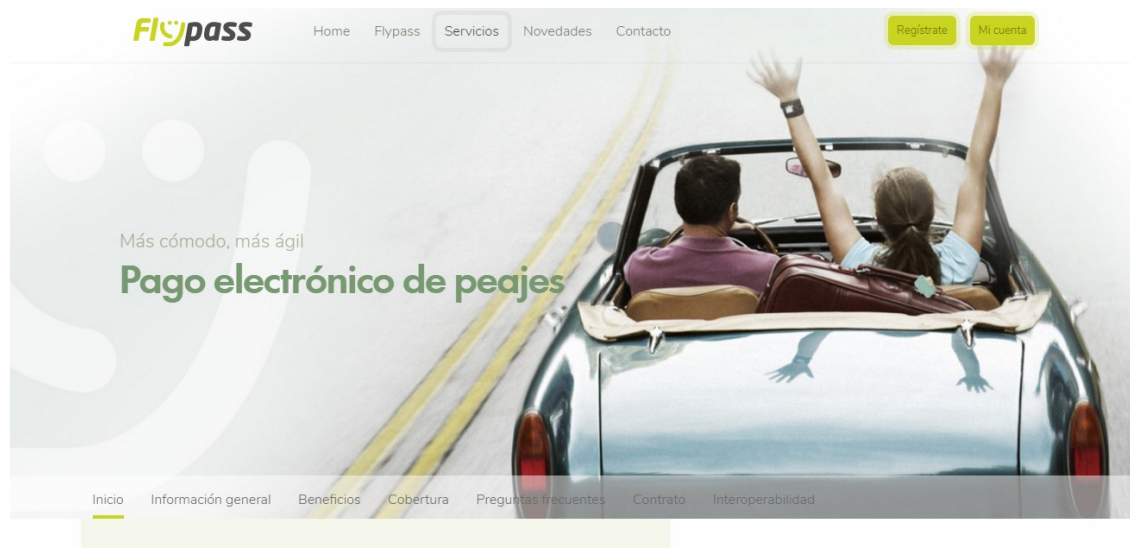 Flypass
Home Flypass Servicios Novedades Contacto
Regístrate Mi cuenta
Más cómodo, más ágil
Pago electrónico de peajes
Inicio Información general Beneficios Cobertura Preguntas frecuentes Contrato Interoperabilidad